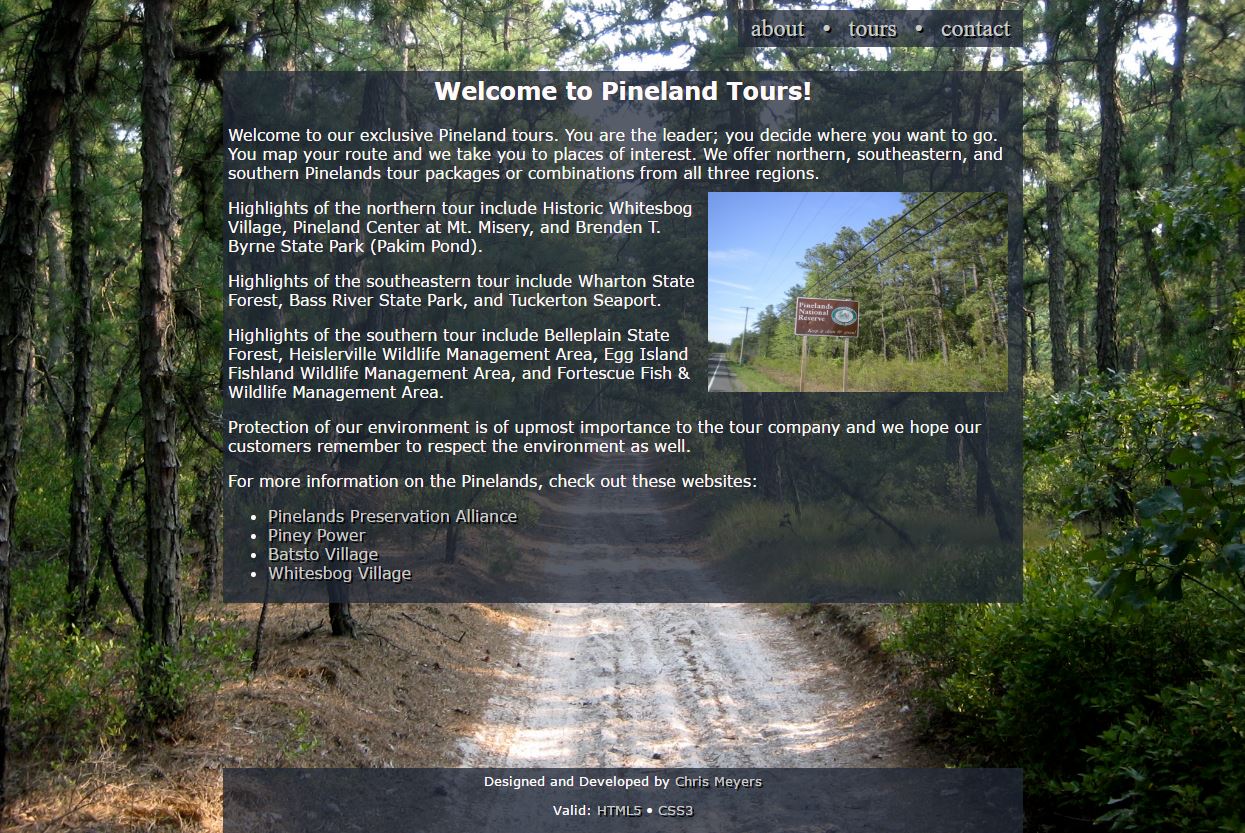 about • tours • contact
Welcome to Pineland Tours!
Welcome to our exclusive Pineland tours. You are the leader; you decide where you want to go.
You map your route and we take you to places of interest. We offer northern, southeastern, and
southern Pinelands tour packages or combinations from all three regions.
Highlights of the northern tour include Historic Whitesbog
Village, Pineland Center at Mt. Misery, and Brenden T.
Byrne State Park (Pakim Pond).
Highlights of the southeastern tour include Wharton State
Forest, Bass River State Park, and Tuckerton Seaport.
Highlights of the southern tour include Belleplain State
Forest, Heislerville Wildlife Management Area, Egg Island
Fishland Wildlife Management Area, and Fortescue Fish &
Wildlife Management Area.
Pinelands
National
Reserve
Keep it clean & green!
Protection of our environment is of upmost importance to the tour company and we hope our
customers remember to respect the environment as well.
For more information on the Pinelands, check out these websites:
• Pinelands Preservation Alliance
• Piney Power
• Batsto Village
• Whitesbog Village
Designed and Developed by Chris Meyers
Valid: HTML5 • CSS3